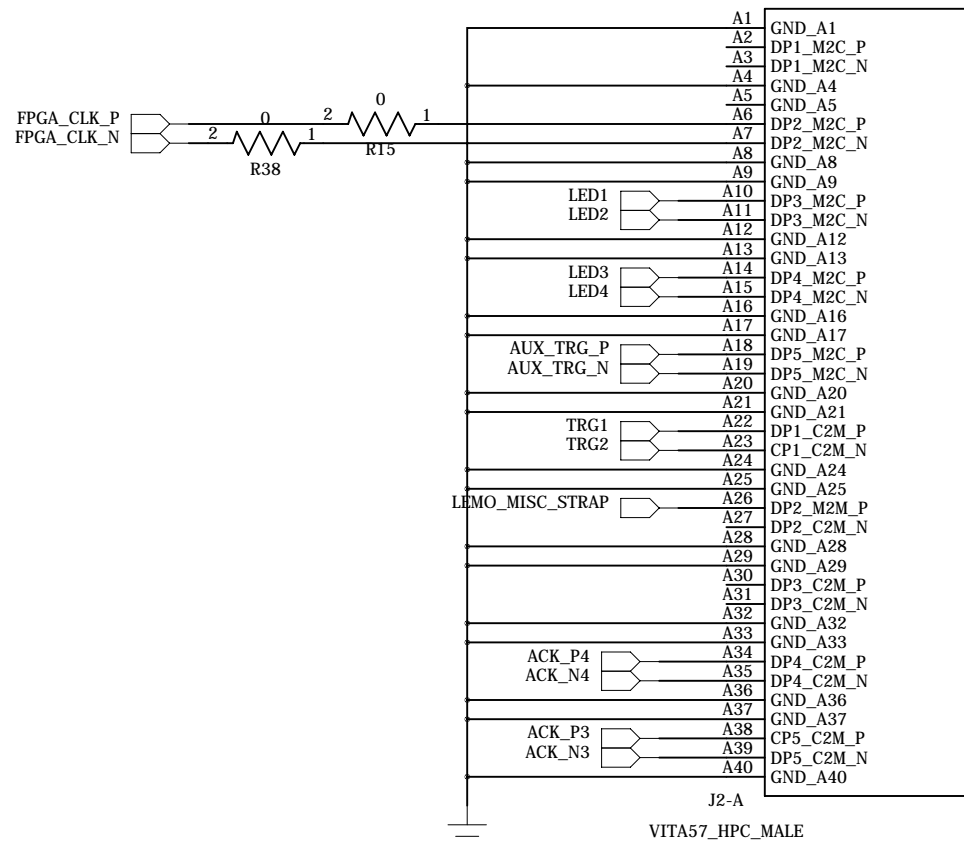 A1 GND_A1
A2 DP1_M2C_P
A3 DP1_M2C_N
A4 GND_A4
A5 GND_A5
FPGA_CLK_P 2 0 1 A6 DP2_M2C_P
R15
FPGA_CLK_N 2 0 1 A7 DP2_M2C_N
R38
A8 GND_A8
A9 GND_A9
LED1 A10 DP3_M2C_P
LED2 A11 DP3_M2C_N
A12 GND_A12
A13 GND_A13
LED3 A14 DP4_M2C_P
LED4 A15 DP4_M2C_N
A16 GND_A16
A17 GND_A17
AUX_TRG_P A18 DP5_M2C_P
AUX_TRG_N A19 DP5_M2C_N
A20 GND_A20
A21 GND_A21
TRG1 A22 DP1_C2M_P
TRG2 A23 CP1_C2M_N
A24 GND_A24
A25 GND_A25
LEMO_MISC_STRAP A26 DP2_M2M_P
A27 DP2_C2M_N
A28 GND_A28
A29 GND_A29
A30 DP3_C2M_P
A31 DP3_C2M_N
A32 GND_A32
A33 GND_A33
ACK_P4 A34 DP4_C2M_P
ACK_N4 A35 DP4_C2M_N
A36 GND_A36
A37 GND_A37
ACK_P3 A38 CP5_C2M_P
ACK_N3 A39 DP5_C2M_N
A40 GND_A40
J2-A
VITA57_HPC_MALE